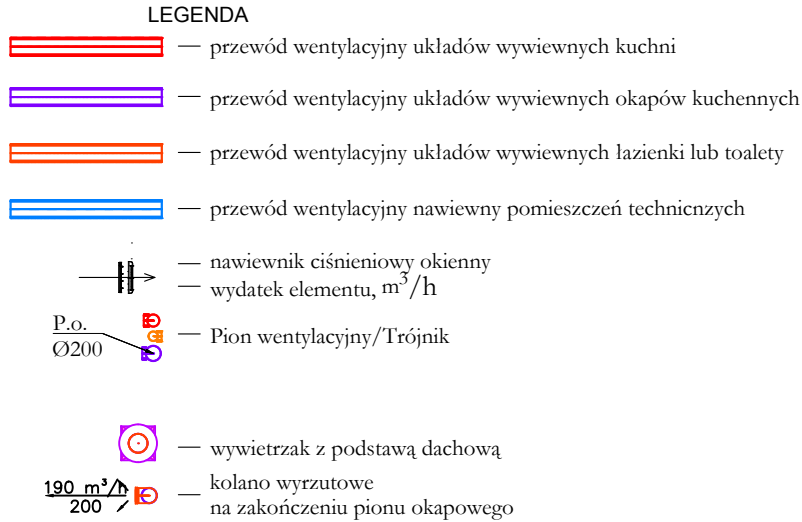 LEGENDA
— przewód wentylacyjny układów wywiewnych kuchni
— przewód wentylacyjny układów wywiewnych okapów kuchennych
— przewód wentylacyjny układów wywiewnych łazienki lub toalety
— przewód wentylacyjny nawiewny pomieszczeń technicnzych
— nawiewnik ciśnieniowy okienny
— wydatek elementu, m³/h
P.o.
Ø200
— Pion wentylacyjny/Trójnik
— wywietrzak z podstawą dachową
190 m³/h
200
— kolano wyrzutowe
na zakończeniu pionu okapowego